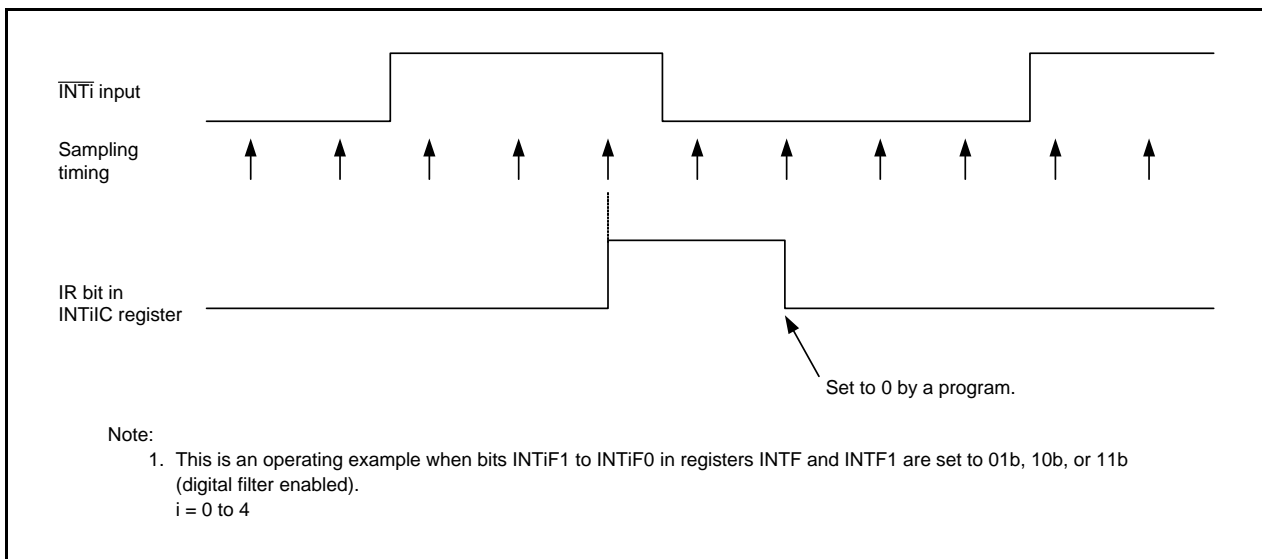 INTi input
Sampling
timing
IR bit in
INTiIC register
Set to 0 by a program.
Note:
1. This is an operating example when bits INTiF1 to INTiF0 in registers INTF and INTF1 are set to 01b, 10b, or 11b
(digital filter enabled).
i = 0 to 4